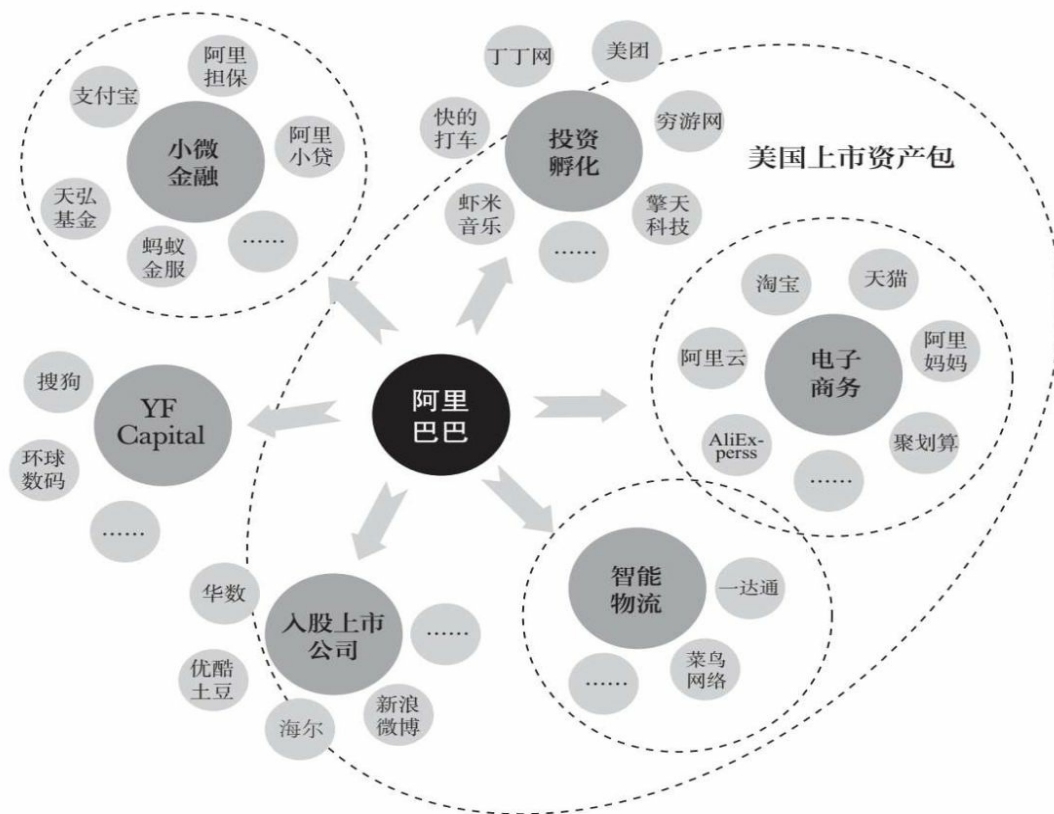 阿里
担保
支付宝
小微
金融
阿里
小贷
天弘
基金
蚂蚁
金服
……
丁丁网
美团
快的
打车
投资
孵化
穷游网
虾米
音乐
擎天
科技
……
美国上市资产包
淘宝
天猫
阿里云
电子
商务
阿里
妈妈
AliEx-
perss
聚划算
……
搜狗
YF
Capital
环球
数码
……
阿里
巴巴
华数
入股上市
公司
……
优酷
土豆
海尔
新浪
微博
智能
物流
一达通
菜鸟
网络
……